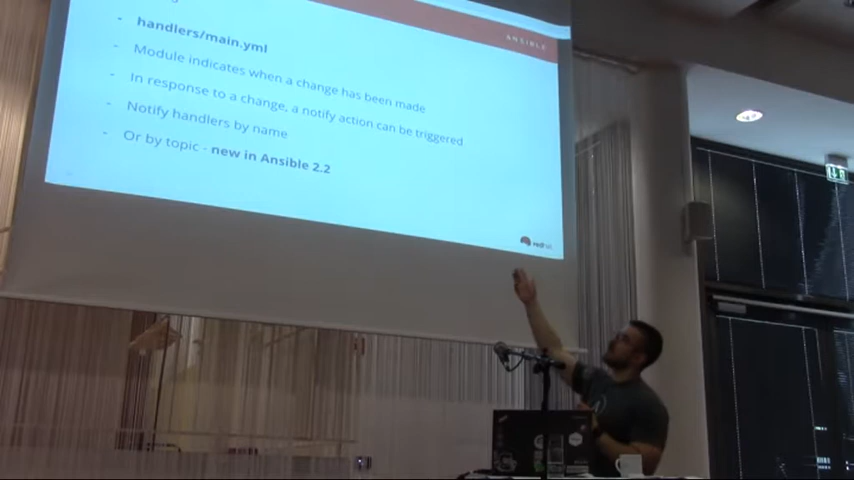 ANSIBLE
- handlers/main.yml
- Module indicates when a change has been made
- In response to a change, a notify action can be triggered
- Notify handlers by name
- Or by topic - new in Ansible 2.2
redhat